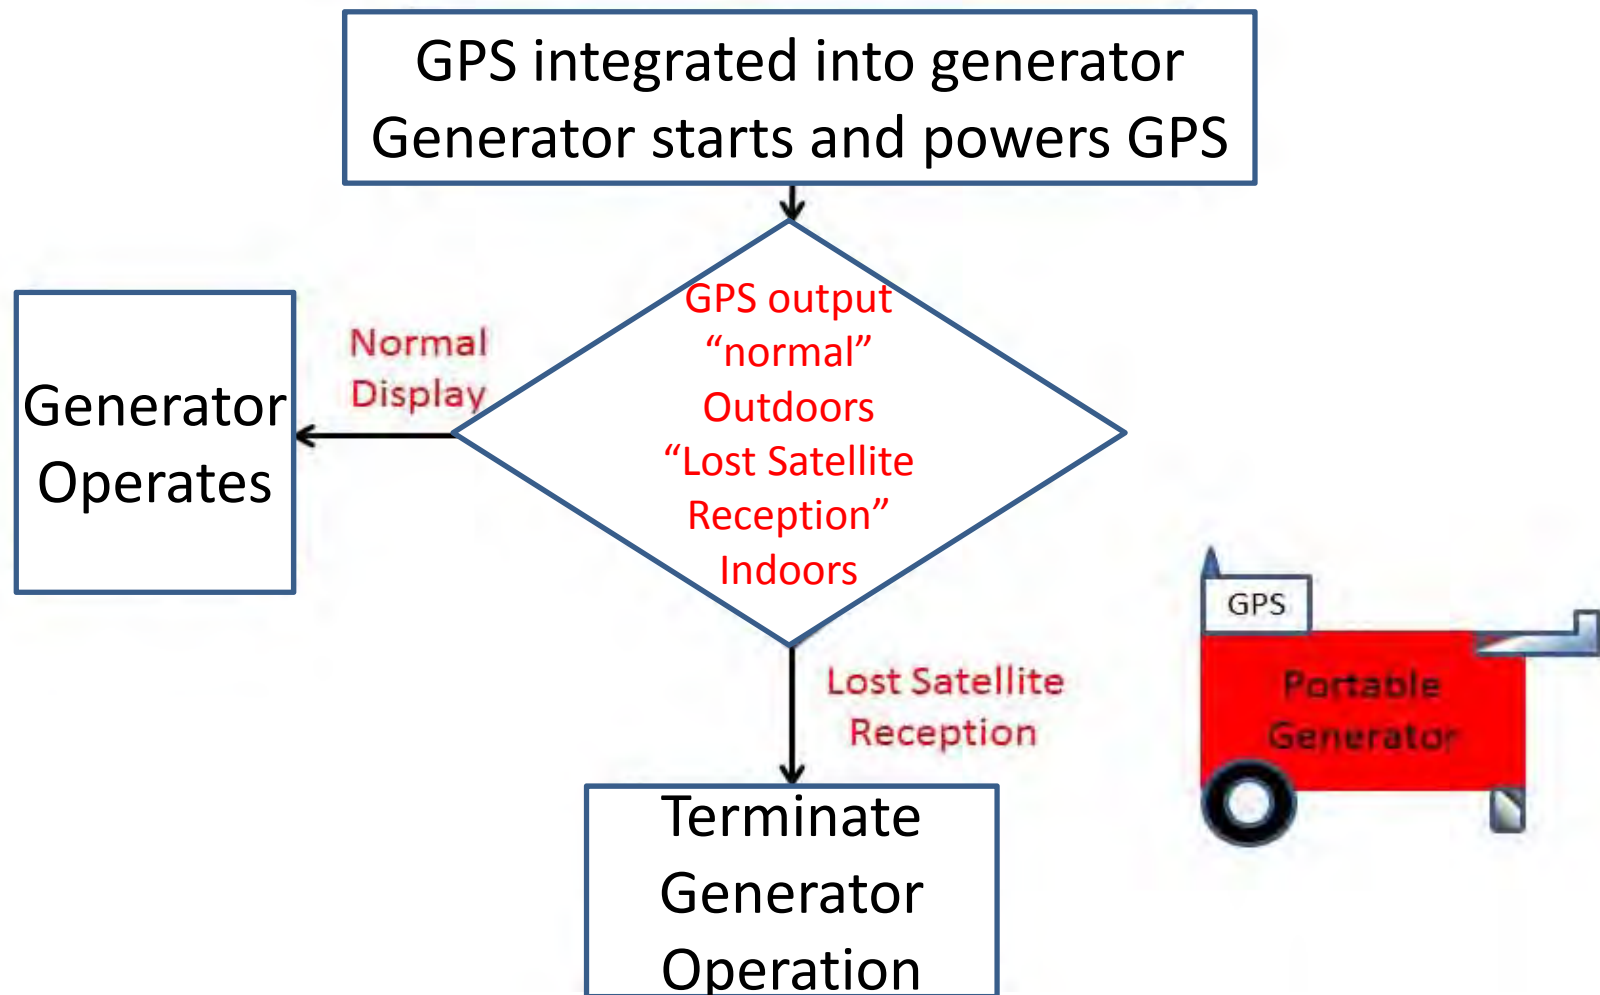 GPS integrated into generator
Generator starts and powers GPS
GPS output
“normal”
Outdoors
“Lost Satellite
Reception”
Indoors
Normal
Display
Generator
Operates
Lost Satellite
Reception
Terminate
Generator
Operation
GPS
Portable
Generator